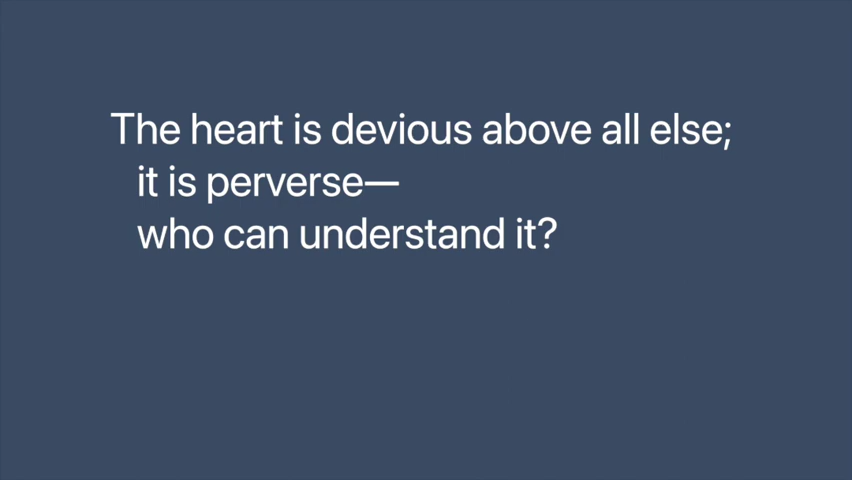 The heart is devious above all else;
it is perverse—
who can understand it?